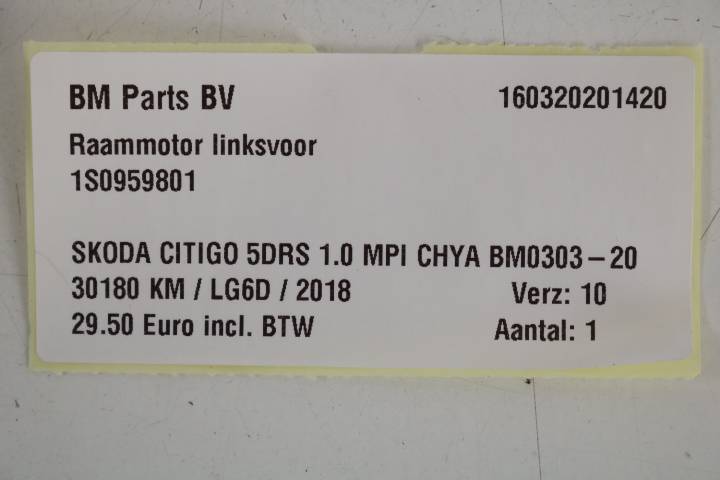 BM Parts BV 160320201420
Raammotor linksvoor
1S0959801
SKODA CITIGO 5DRS 1.0 MPI CHYA BM0303-20
30180 KM / LG6D / 2018 Verz: 10
29.50 Euro incl. BTW Aantal: 1